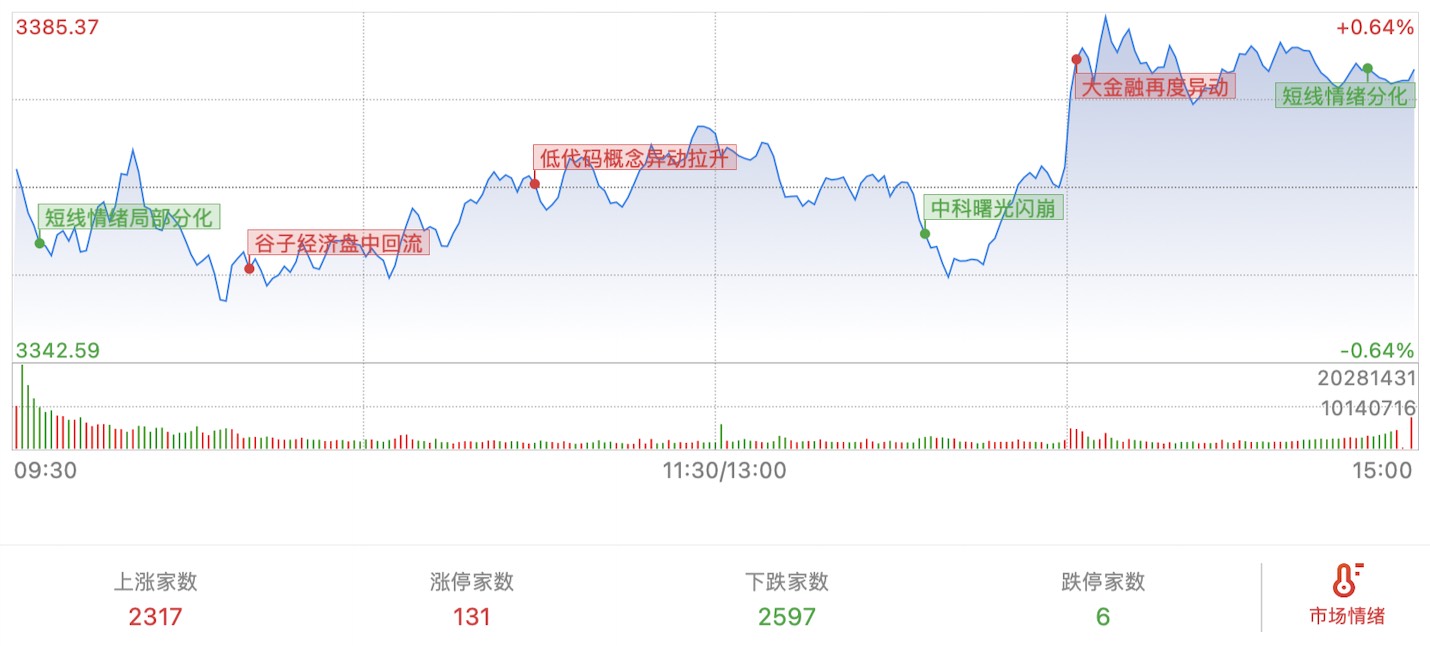 3385.37
+0.64%
大金融再度异动
短线情绪分化
低代码概念异动拉升
短线情绪局部分化
中科曙光闪崩
谷子经济盘中回流
3342.59
-0.64%
20281431
10140716
09:30
11:30/13:00
15:00
上涨家数
涨停家数
下跌家数
跌停家数
2317
131
2597
6
市场情绪